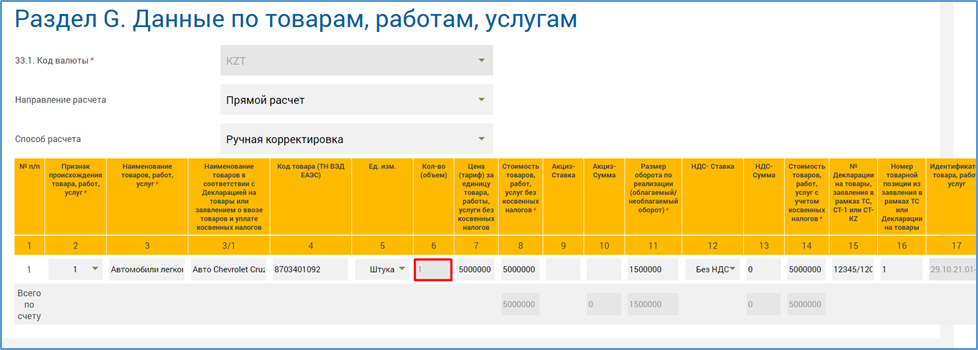 Раздел G. Данные по товарам, работам, услугам
33.1. Код валюты *
KZT
Направление расчета
Прямой расчет
Способ расчета
Ручная корректировка
№ п/п
Признак
происхождения
товара, работ,
услуг *
Наименование
товаров, работ,
услуг *
Наименование
товаров в
соответствии с
Декларацией на
товары или
заявлением о ввозе
товаров и уплате
косвенных налогов
Код товара (ТН ВЭД
ЕАЭС)
Ед. изм.
Кол-во
(объем)
Цена
(тариф) за
единицу
товара,
работы,
услуги без
косвенных
налогов
Стоимость
товаров,
работ,
услуг без
косвенных
налогов *
Акциз-
Ставка
Акциз-
Сумма
Размер
оборота по
реализации
(облагаемый/
необлагаемый
оборот) *
НДС- Ставка *
НДС-
Сумма
Стоимость
товаров,
работ,
услуг с
учетом
косвенных
налогов *
№
Декларации
на товары,
заявления в
рамках ТС,
СТ-1 или СТ-
KZ
Номер
товарной
позиции из
заявления в
рамках ТС
или
Декларации
на товары
Идентификат
товара, работ
услуг
1 2 3 3/1 4 5 6 7 8 9 10 11 12 13 14 15 16 17
1 1 Автомобили легков Авто Chevrolet Cruz 8703401092 Штука 1 5000000 5000000 1500000 Без НДС 0 5000000 12345/120 1 29.10.21.01-
Всего
по
счету
5000000 0 1500000 0 5000000